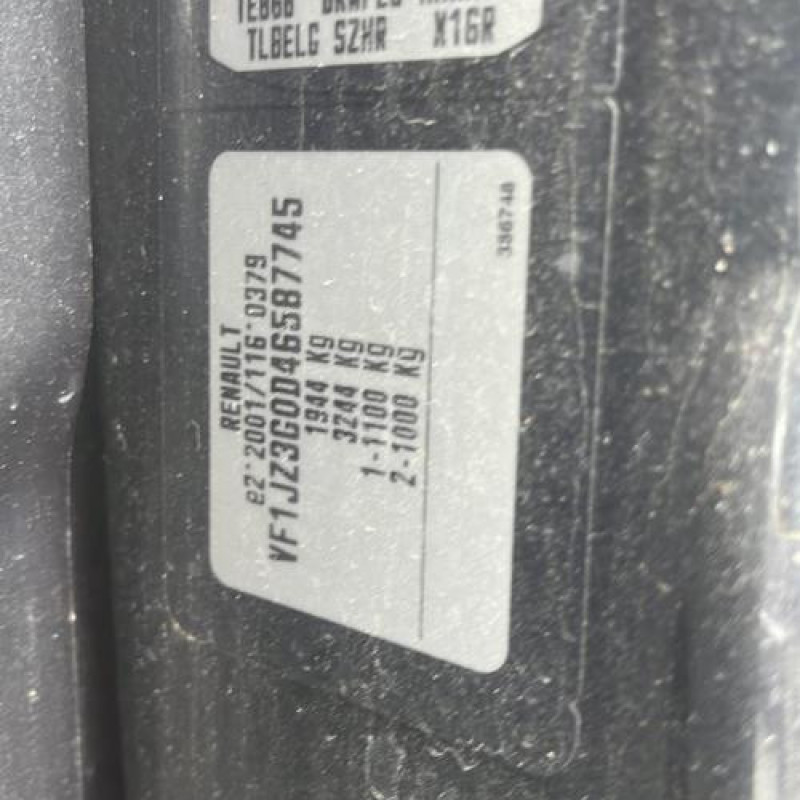 TLBELG SZHR X16R
RENAULT
e2*2001/116*0379
VF1JZ3G0D46587745
1944 Kg
3244 Kg
1-1100 Kg
2-1000 Kg
386748